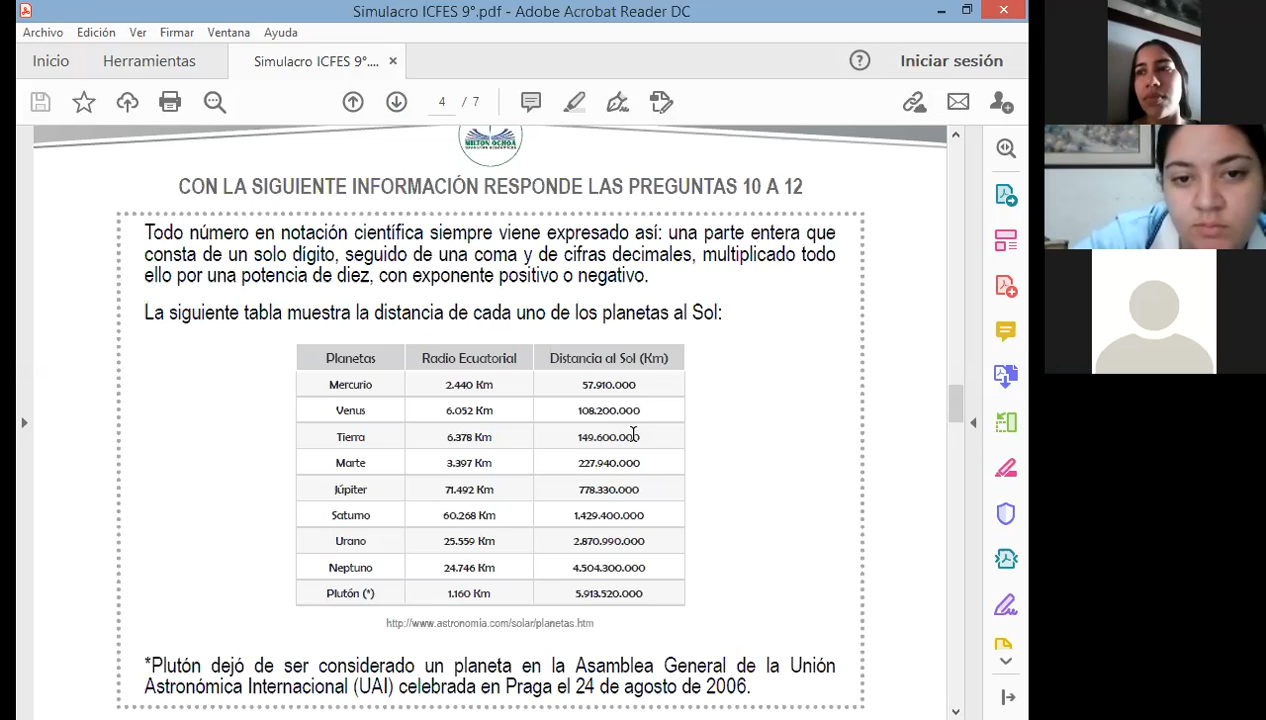 Simulacro ICFES 9°.pdf - Adobe Acrobat Reader DC
Archivo Edición Ver Firmar Ventana Ayuda
Inicio Herramientas Simulacro ICFES 9°.... × Iniciar sesión
4 / 7
MILTON OCHOA
CON LA SIGUIENTE INFORMACIÓN RESPONDE LAS PREGUNTAS 10 A 12
Todo número en notación científica siempre viene expresado así: una parte entera que
consta de un solo dígito, seguido de una coma y de cifras decimales, multiplicado todo
ello por una potencia de diez, con exponente positivo o negativo.
La siguiente tabla muestra la distancia de cada uno de los planetas al Sol:
Planetas Radio Ecuatorial Distancia al Sol (Km)
Mercurio 2.440 Km 57.910.000
Venus 6.052 Km 108.200.000
Tierra 6.378 Km 149.600.000
Marte 3.397 Km 227.940.000
Júpiter 71.492 Km 778.330.000
Saturno 60.268 Km 1.429.400.000
Urano 25.559 Km 2.870.990.000
Neptuno 24.746 Km 4.504.300.000
Plutón (*) 1.160 Km 5.913.520.000
http://www.astronomia.com/solar/planetas.htm
*Plutón dejó de ser considerado un planeta en la Asamblea General de la Unión
Astronómica Internacional (UAI) celebrada en Praga el 24 de agosto de 2006.